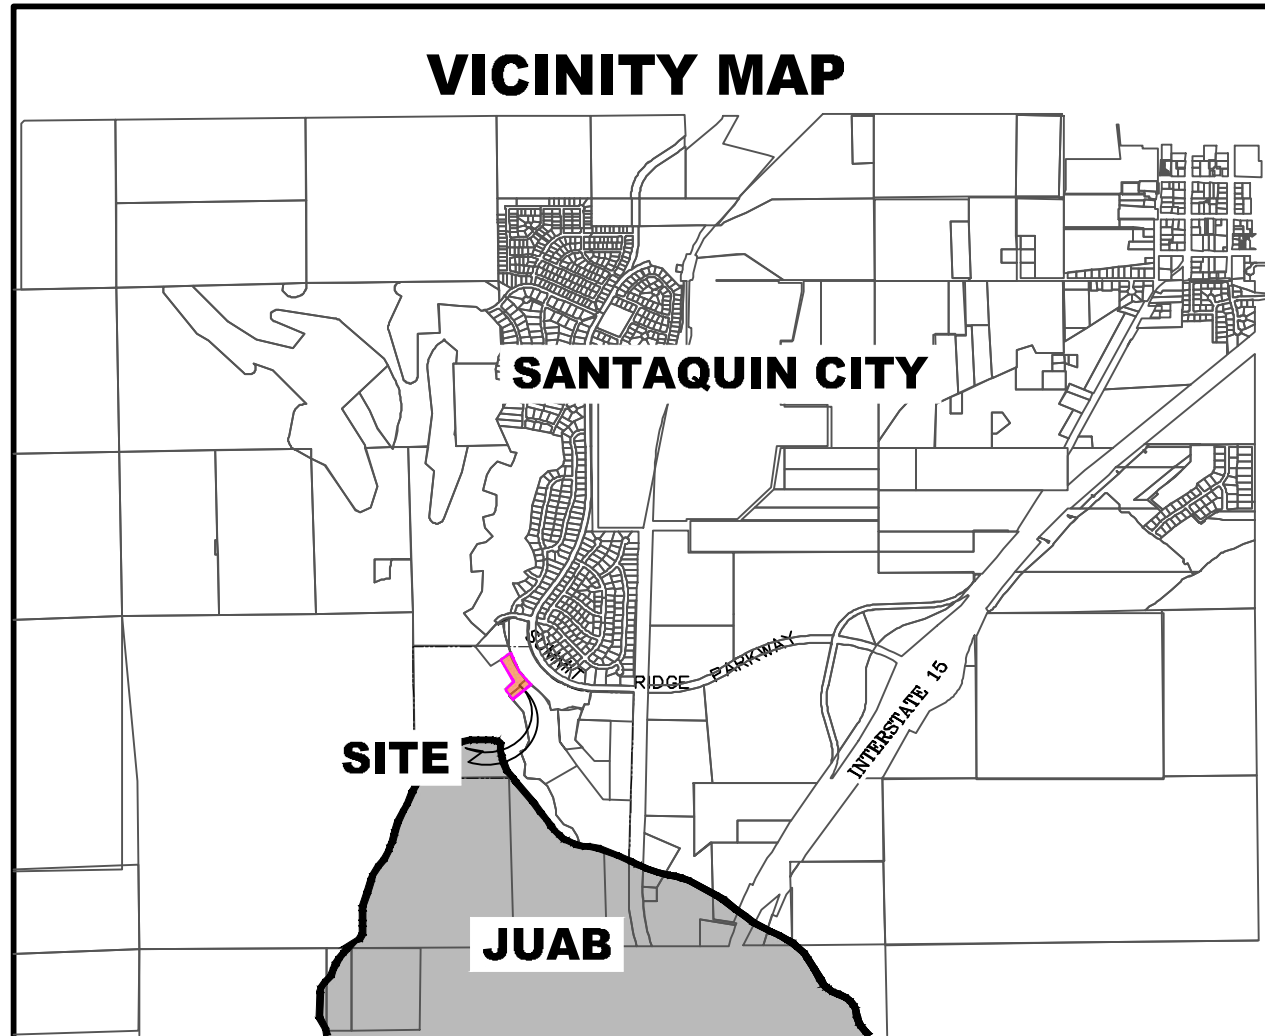 VICINITY MAP
SANTAQUIN CITY
SUMMIT RIDGE PARKWAY
INTERSTATE 15
SITE
JUAB